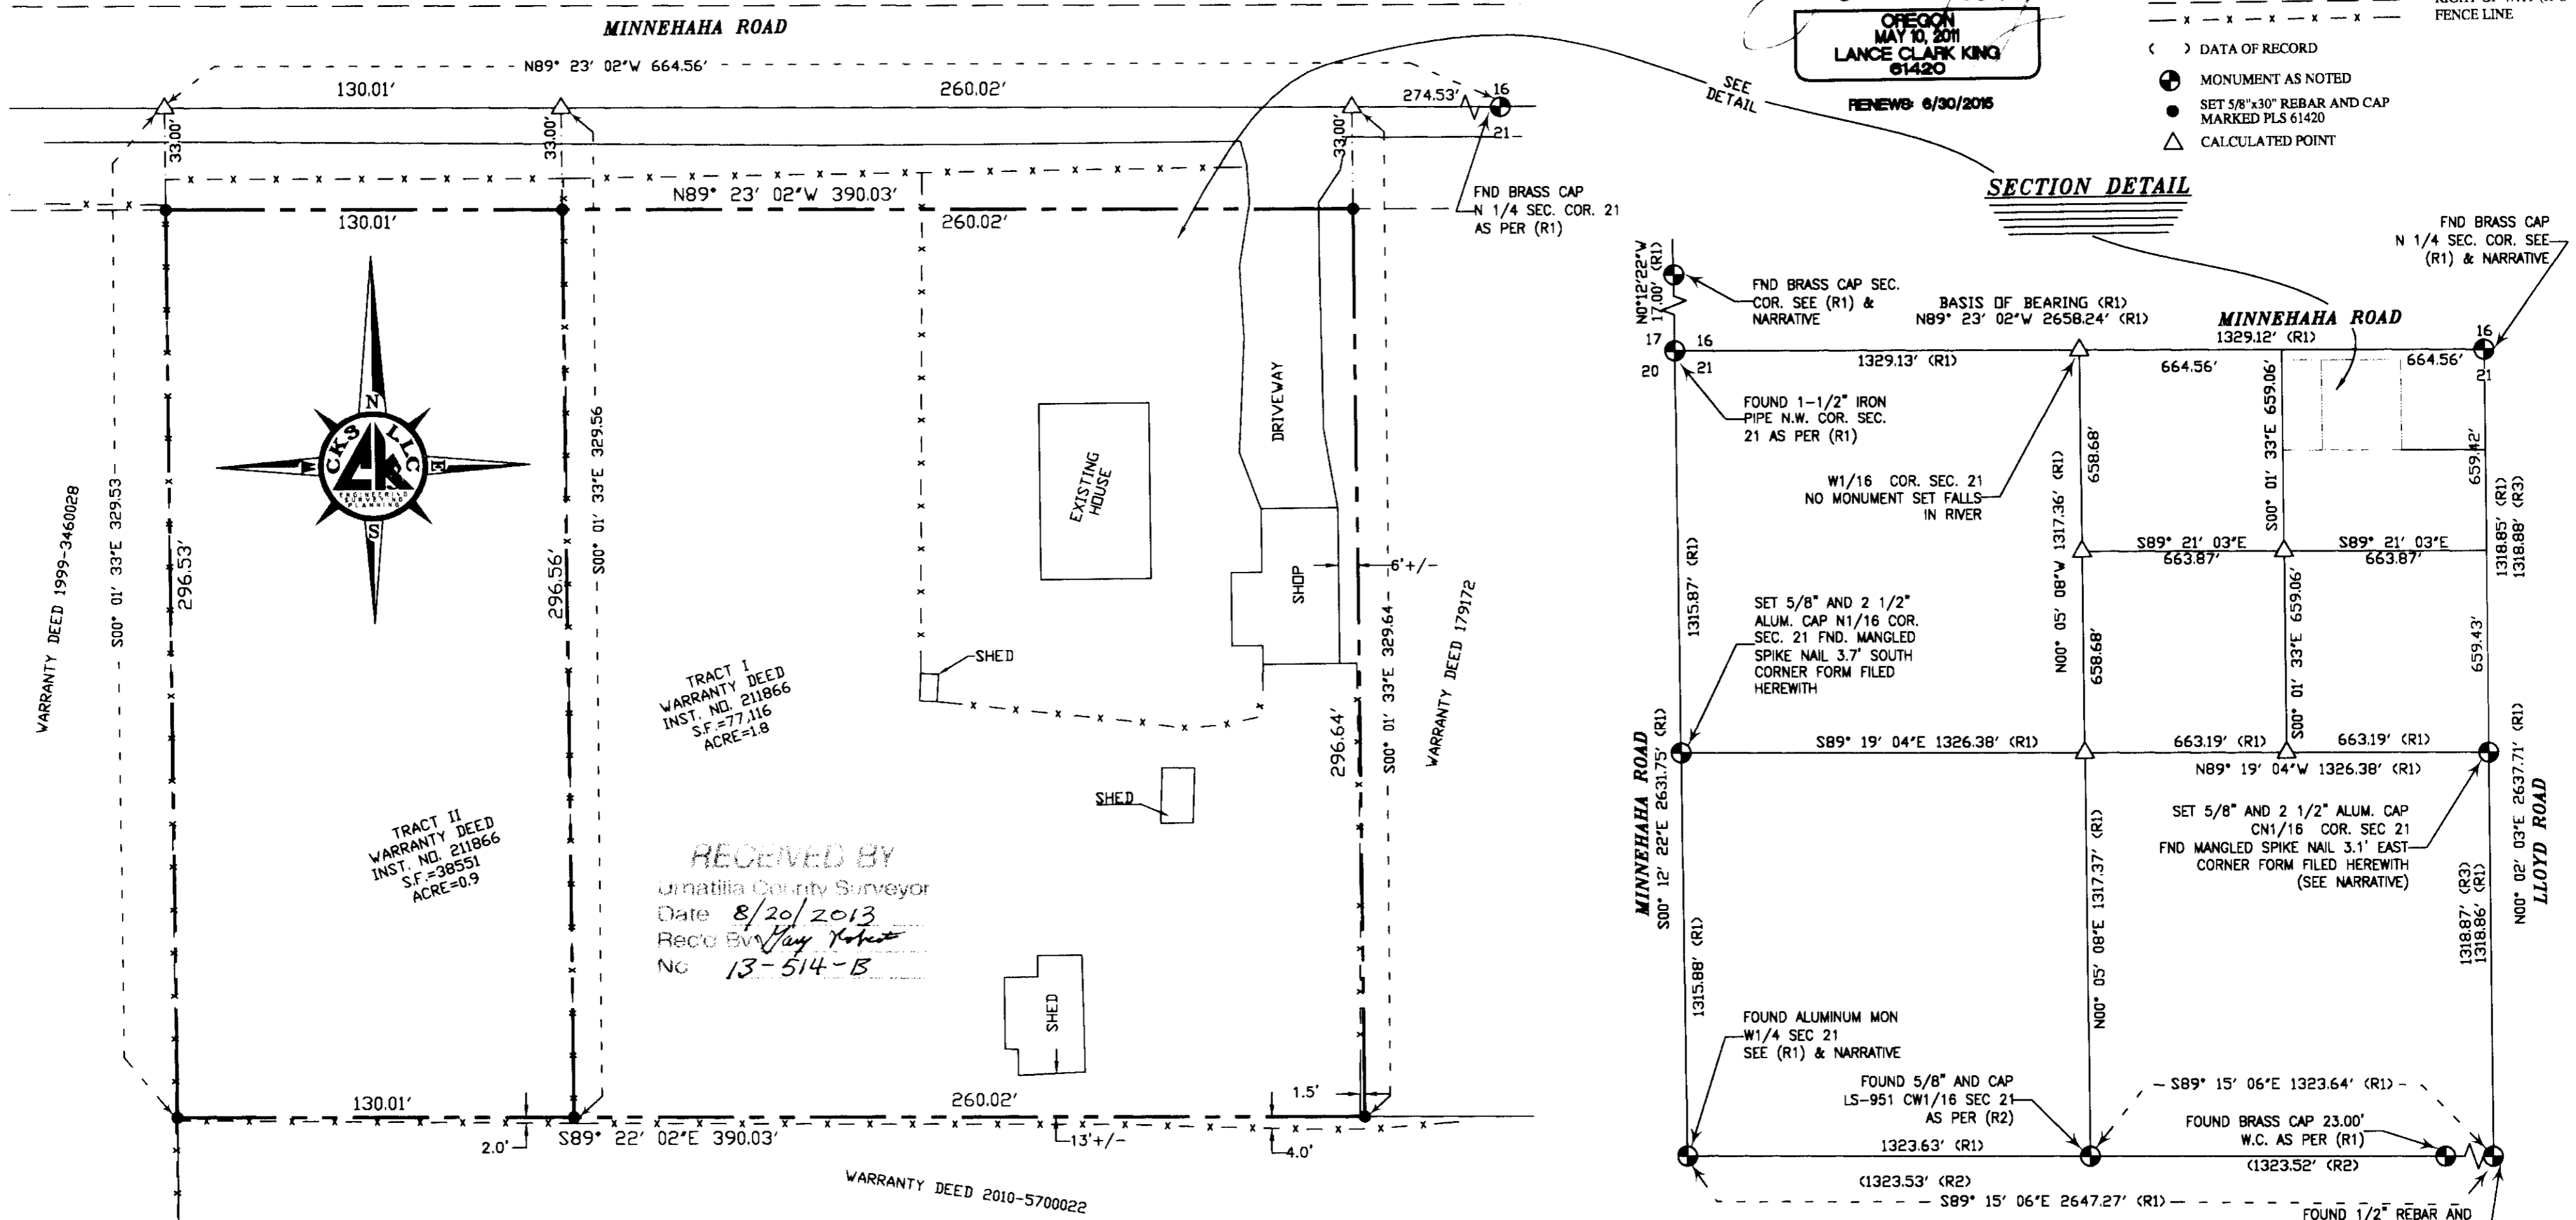 MINNEHAHA ROAD
N89° 23' 02"W 664.56'
130.01'
260.02'
274.53'
16
21
33.00'
33.00'
33.00'
N89° 23' 02"W 390.03'
130.01'
260.02'
FND BRASS CAP
N 1/4 SEC. COR. 21
AS PER (R1)
WARRANTY DEED 1999-3460028
S00° 01' 33"E 329.53
296.53'
N
W
E
S
CKS LLC
ENGINEERING
SURVEYING
PLANNING
296.56'
S00° 01' 33"E 329.56
DRIVEWAY
EXISTING
HOUSE
SHOP
6'+/-
SHED
TRACT I
WARRANTY DEED
INST. NO. 211866
S.F.=77,116
ACRE=1.8
296.64'
S00° 01' 33"E 329.64
WARRANTY DEED 179172
SHED
TRACT II
WARRANTY DEED
INST. NO. 211866
S.F.=38551
ACRE=0.9
RECEIVED BY
Umatilla County Surveyor
Date 8/20/2013
Rec'd By
No 13-514-B
SHED
130.01'
260.02'
1.5'
2.0'
S89° 22' 02"E 390.03'
13'+/-
4.0'
WARRANTY DEED 2010-5700022
OREGON
MAY 10, 2011
LANCE CLARK KING
61420
RENEWS: 6/30/2015
SEE
DETAIL
FENCE LINE
( ) DATA OF RECORD
MONUMENT AS NOTED
SET 5/8"x30" REBAR AND CAP
MARKED PLS 61420
CALCULATED POINT
SECTION DETAIL
FND BRASS CAP
N 1/4 SEC. COR. SEE
(R1) & NARRATIVE
N0°12'22"W
17.00' (R1)
FND BRASS CAP SEC.
COR. SEE (R1) &
NARRATIVE
BASIS OF BEARING (R1)
N89° 23' 02"W 2658.24' (R1)
MINNEHAHA ROAD
1329.12' (R1)
17
16
16
20
21
1329.13' (R1)
664.56'
664.56'
21
FOUND 1-1/2" IRON
PIPE N.W. COR. SEC.
21 AS PER (R1)
W1/16 COR. SEC. 21
NO MONUMENT SET FALLS
IN RIVER
658.68'
S00° 01' 33"E 659.06'
659.42'
1318.85' (R1)
1318.88' (R3)
1315.87' (R1)
N00° 05' 08"W 1317.36' (R1)
S89° 21' 03"E
663.87'
S89° 21' 03"E
663.87'
SET 5/8" AND 2 1/2"
ALUM. CAP N1/16 COR.
SEC. 21 FND. MANGLED
SPIKE NAIL 3.7' SOUTH
CORNER FORM FILED
HEREWITH
658.68'
S00° 01' 33"E 659.06'
659.43'
MINNEHAHA ROAD
S00° 12' 22"E 2631.75' (R1)
S89° 19' 04"E 1326.38' (R1)
663.19' (R1)
663.19' (R1)
N89° 19' 04"W 1326.38' (R1)
SET 5/8" AND 2 1/2" ALUM. CAP
CN1/16 COR. SEC 21
FND MANGLED SPIKE NAIL 3.1' EAST
CORNER FORM FILED HEREWITH
(SEE NARRATIVE)
N00° 02' 03"E 2637.71' (R1)
LLOYD ROAD
1318.87' (R3)
1318.86' (R1)
1315.88' (R1)
N00° 05' 08"E 1317.37' (R1)
FOUND ALUMINUM MON
W1/4 SEC 21
SEE (R1) & NARRATIVE
FOUND 5/8" AND CAP
LS-951 CW1/16 SEC 21
AS PER (R2)
S89° 15' 06"E 1323.64' (R1)
FOUND BRASS CAP 23.00'
W.C. AS PER (R1)
1323.63' (R1)
(1323.52' (R2)
(1323.53' (R2)
S89° 15' 06"E 2647.27' (R1)
FOUND 1/2" REBAR AND